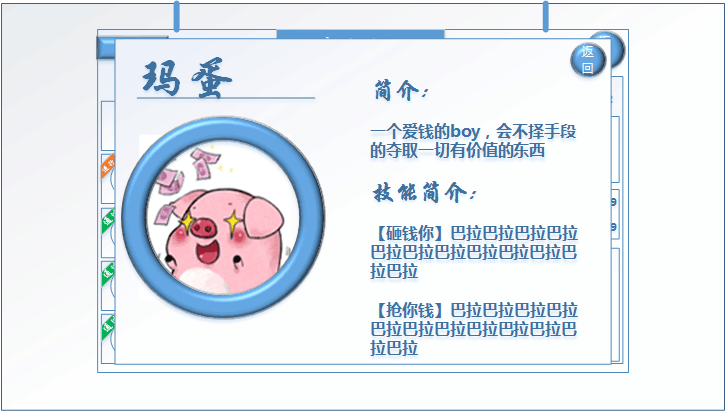 玛蛋
返回
简介：
一个爱钱的boy，会不择手段
的夺取一切有价值的东西
技能简介：
【砸钱你】巴拉巴拉巴拉巴拉
巴拉巴拉巴拉巴拉巴拉巴拉巴
拉巴拉
【抢你钱】巴拉巴拉巴拉巴拉
巴拉巴拉巴拉巴拉巴拉巴拉巴
拉巴拉